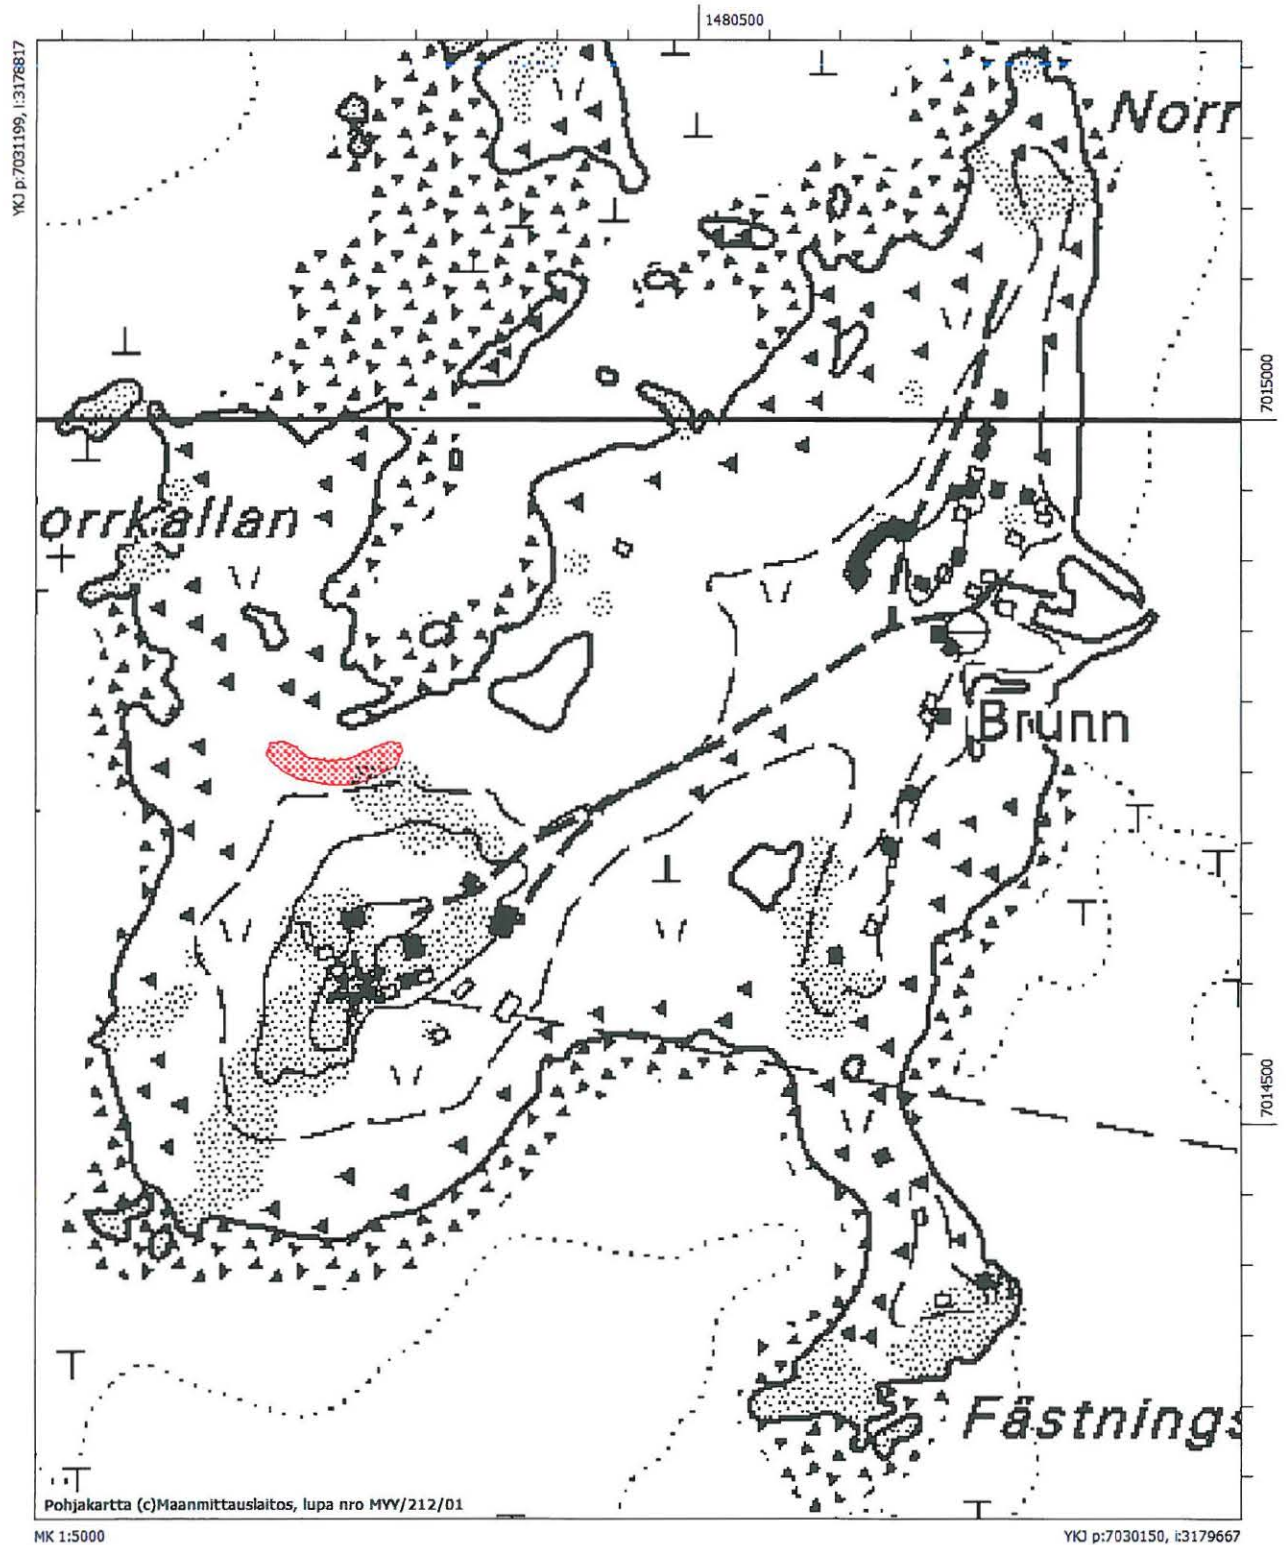 1480500
YKJ p:7031199, i:3178817
Norr
7015000
orrkallan
Brunn
7014500
Fästnings
Pohjakartta (c)Maanmittauslaitos, lupa nro MYY/212/01
MK 1:5000
YKJ p:7030150, i:3179667